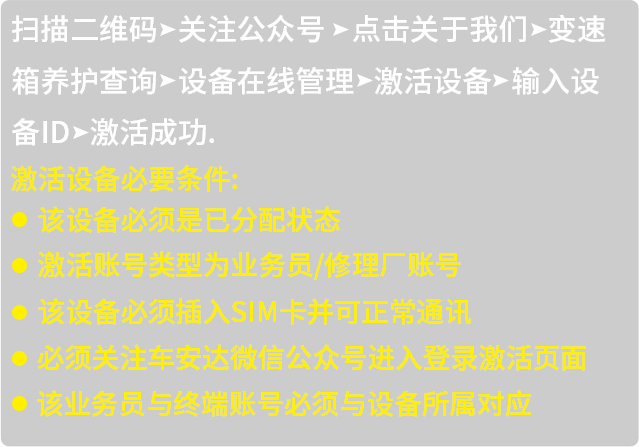 扫描二维码➤关注公众号➤点击关于我们➤变速
箱养护查询➤设备在线管理➤激活设备➤输入设
备ID➤激活成功.
激活设备必要条件:
● 该设备必须是已分配状态
● 激活账号类型为业务员/修理厂账号
● 该设备必须插入SIM卡并可正常通讯
● 必须关注车安达微信公众号进入登录激活页面
● 该业务员与终端账号必须与设备所属对应